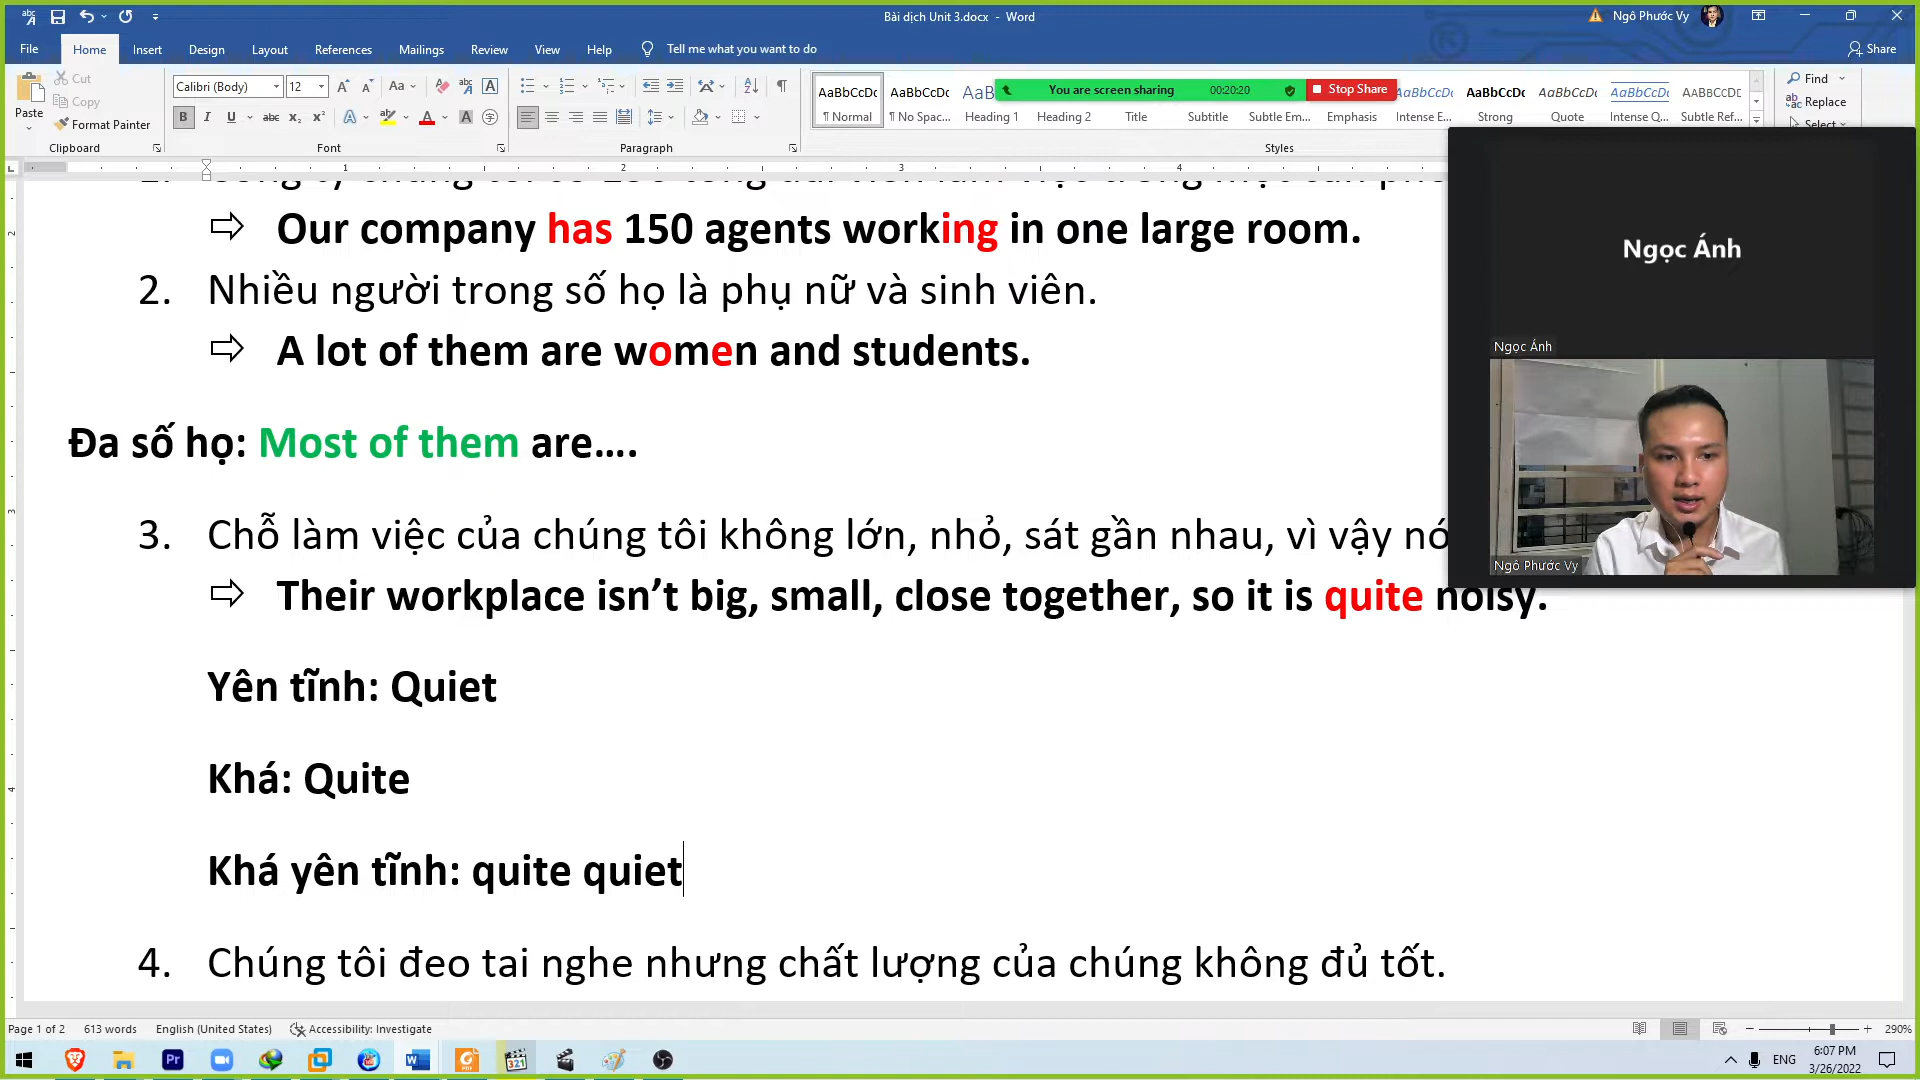 Bài dịch Unit 3.docx - Word
Ngô Phước Vy
File Home Insert Design Layout References Mailings Review View Help Tell me what you want to do Share
Paste
Cut
Copy
Format Painter
Calibri (Body) 12
Clipboard Font Paragraph Styles
You are screen sharing 00:20:20 Stop Share
¶ Normal ¶ No Spac... Heading 1 Heading 2 Title Subtitle Subtle Em... Emphasis Intense E... Strong Quote Intense Q... Subtle Ref...
Find
Replace
Select
⇨ Our company has 150 agents working in one large room.
2. Nhiều người trong số họ là phụ nữ và sinh viên.
⇨ A lot of them are women and students.
Đa số họ: Most of them are....
3. Chỗ làm việc của chúng tôi không lớn, nhỏ, sát gần nhau, vì vậy nó
⇨ Their workplace isn’t big, small, close together, so it is quite noisy.
Yên tĩnh: Quiet
Khá: Quite
Khá yên tĩnh: quite quiet
4. Chúng tôi đeo tai nghe nhưng chất lượng của chúng không đủ tốt.
Ngọc Ánh
Ngọc Ánh
Ngô Phước Vy
Page 1 of 2 613 words English (United States) Accessibility: Investigate 290%
ENG 6:07 PM
3/26/2022